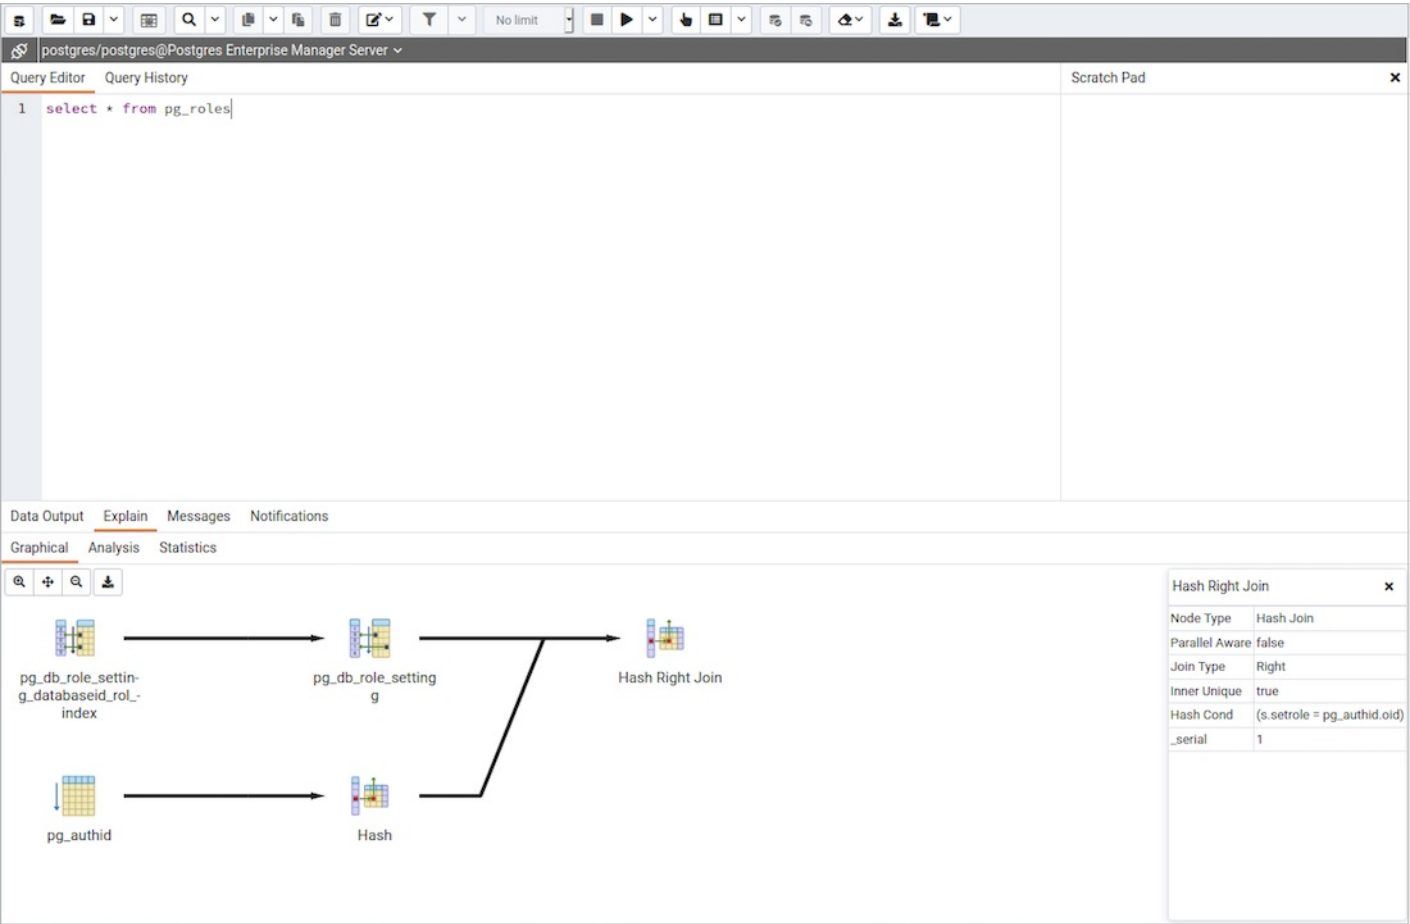 No limit
postgres/postgres@Postgres Enterprise Manager Server
Query Editor Query History
Scratch Pad
1 select * from pg_roles
Data Output Explain Messages Notifications
Graphical Analysis Statistics
pg_db_role_settin-
g_databaseid_rol_-
index
pg_db_role_setting
g
Hash Right Join
pg_authid
Hash
Hash Right Join
Node Type Hash Join
Parallel Aware false
Join Type Right
Inner Unique true
Hash Cond (s.setrole = pg_authid.oid)
_serial 1